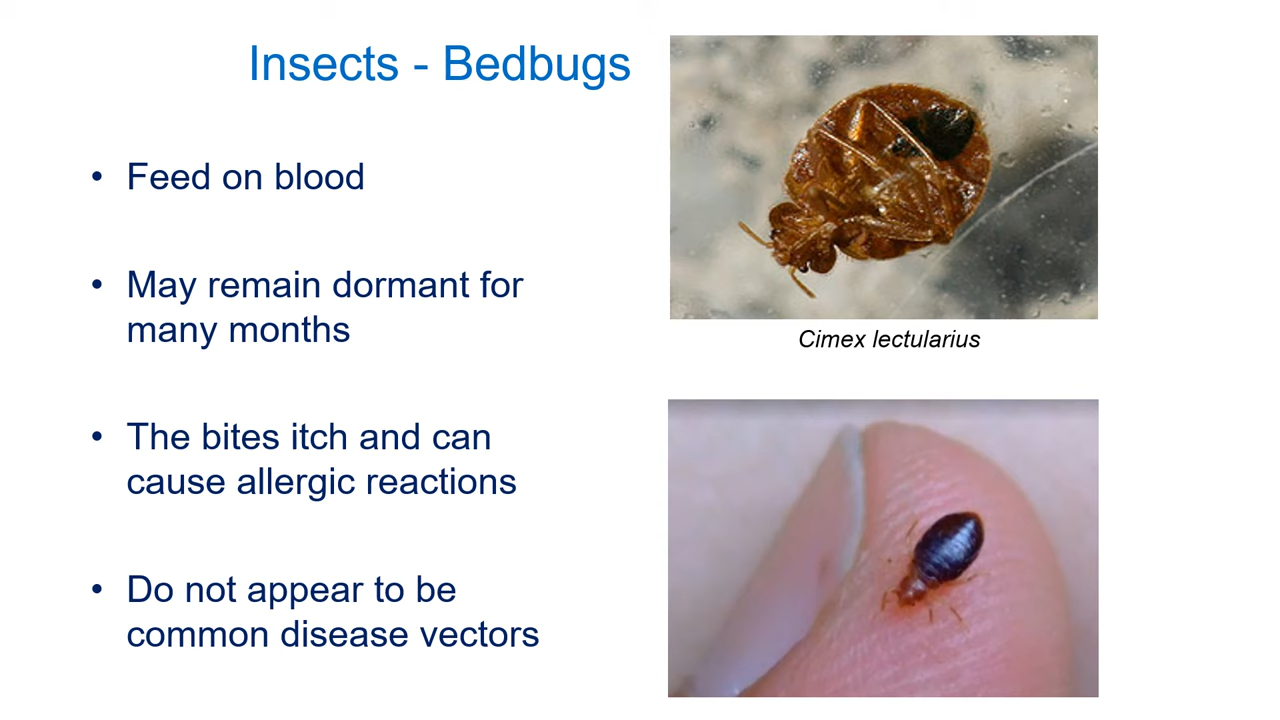 Insects - Bedbugs
• Feed on blood
• May remain dormant for
many months
• The bites itch and can
cause allergic reactions
• Do not appear to be
common disease vectors
Cimex lectularius